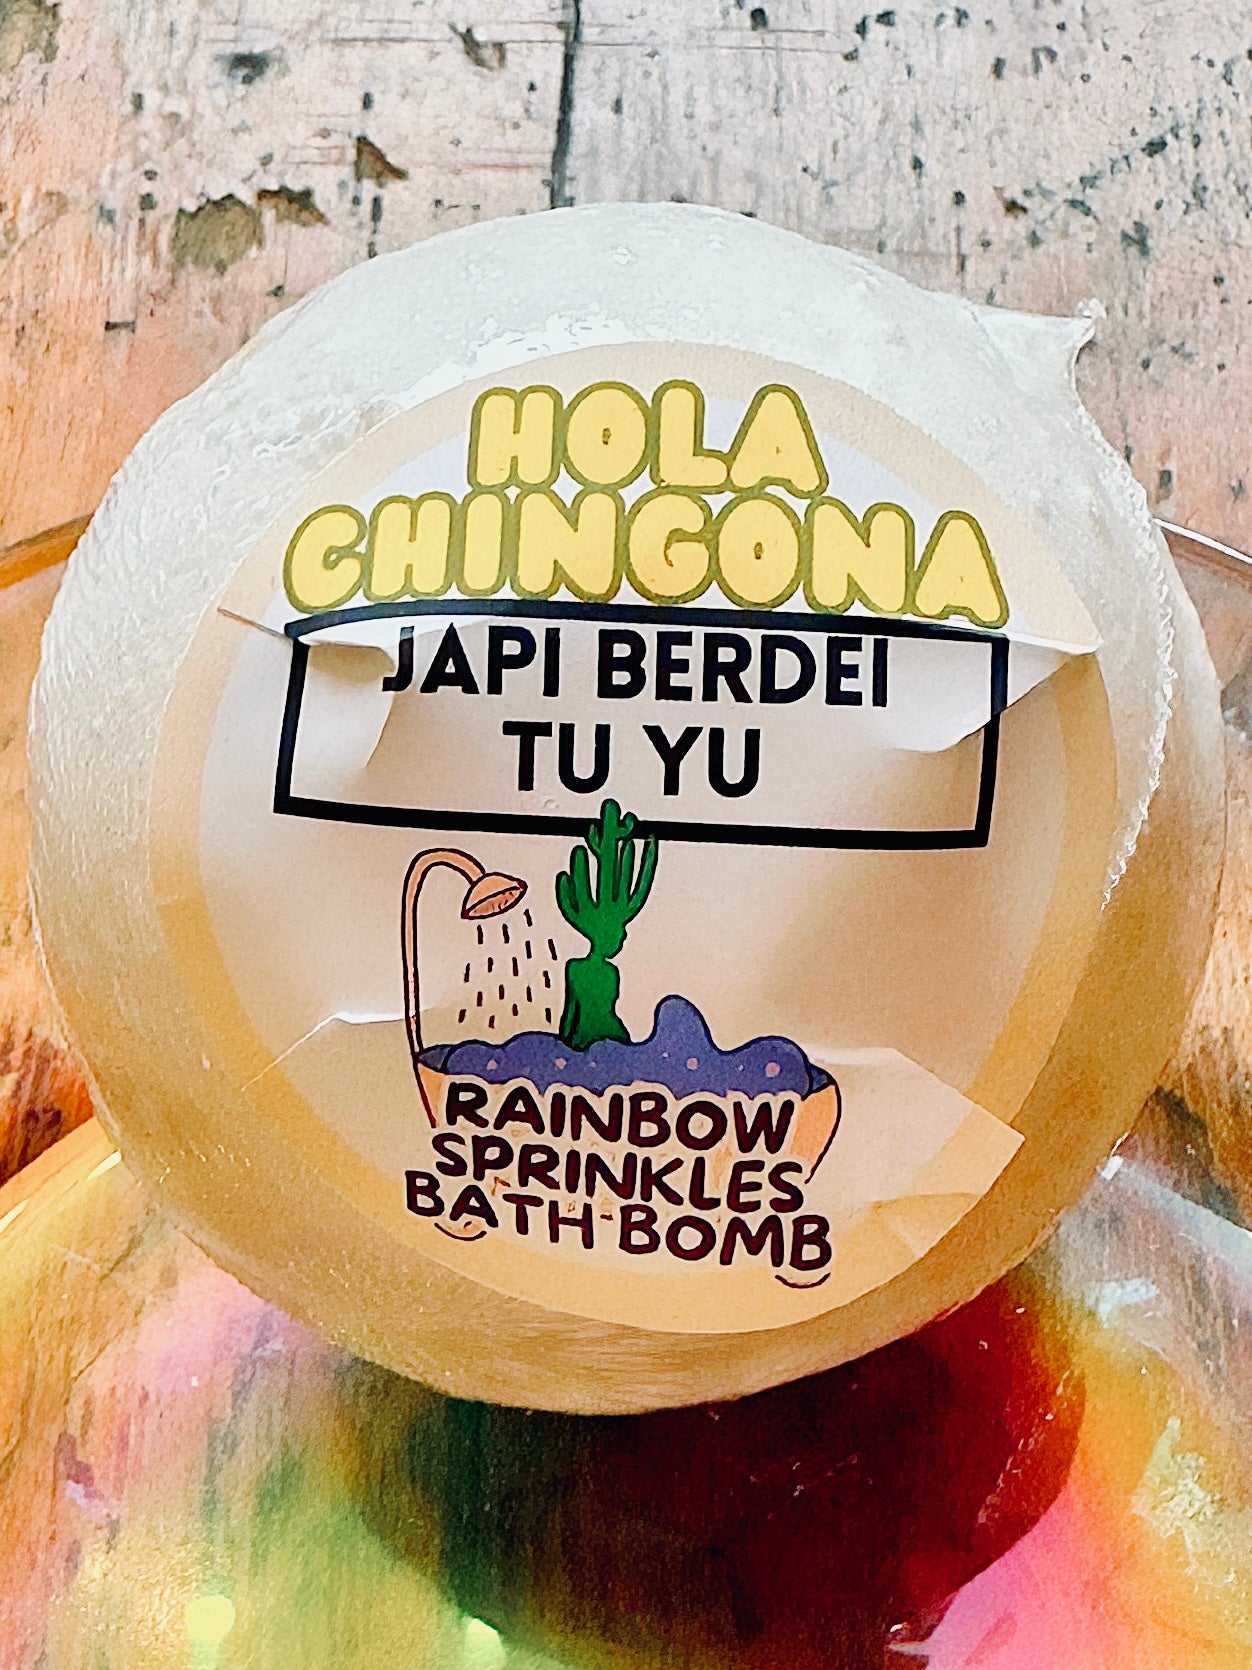 HOLA
CHINGONA
JAPI BERDEI
TU YU
RAINBOW
SPRINKLES
BATH-BOMB